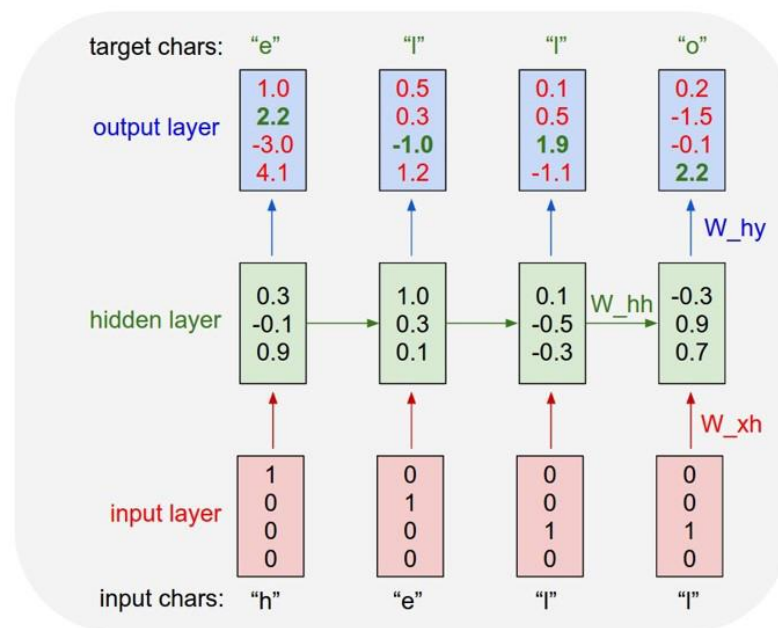 target chars: “e” “l” “l” “o”
1.0 0.5 0.1 0.2
2.2 0.3 0.5 -1.5
output layer -3.0 -1.0 1.9 -0.1
4.1 1.2 -1.1 2.2
W_hy
0.3 1.0 0.1 W_hh -0.3
hidden layer -0.1 0.3 -0.5 0.9
0.9 0.1 -0.3 0.7
W_xh
1 0 0 0
0 1 0 0
input layer 0 0 1 1
0 0 0 0
input chars: “h” “e” “l” “l”